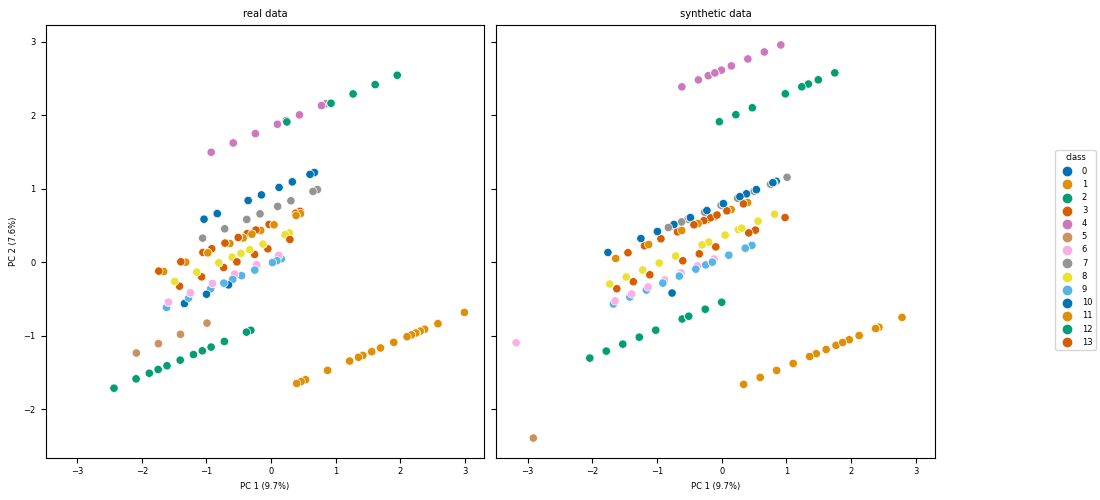 real data
synthetic data
3
2
1
0
−1
−2
PC 2 (7.6%)
−3 −2 −1 0 1 2 3
−3 −2 −1 0 1 2 3
PC 1 (9.7%)
PC 1 (9.7%)
class
0
1
2
3
4
5
6
7
8
9
10
11
12
13